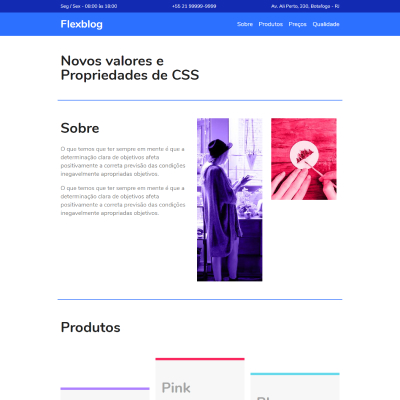 Seg / Sex - 08:00 às 18:00
+55 21 99999-9999
Av. Ali Perto, 330, Botafogo - RJ
Flexblog
Sobre Produtos Preços Qualidade
Novos valores e
Propriedades de CSS
Sobre
O que temos que ter sempre em mente é que a
determinação clara de objetivos afeta
positivamente a correta previsão das condições
inegavelmente apropriadas objetivos.
O que temos que ter sempre em mente é que a
determinação clara de objetivos afeta
positivamente a correta previsão das condições
inegavelmente apropriadas objetivos.
Produtos
Pink